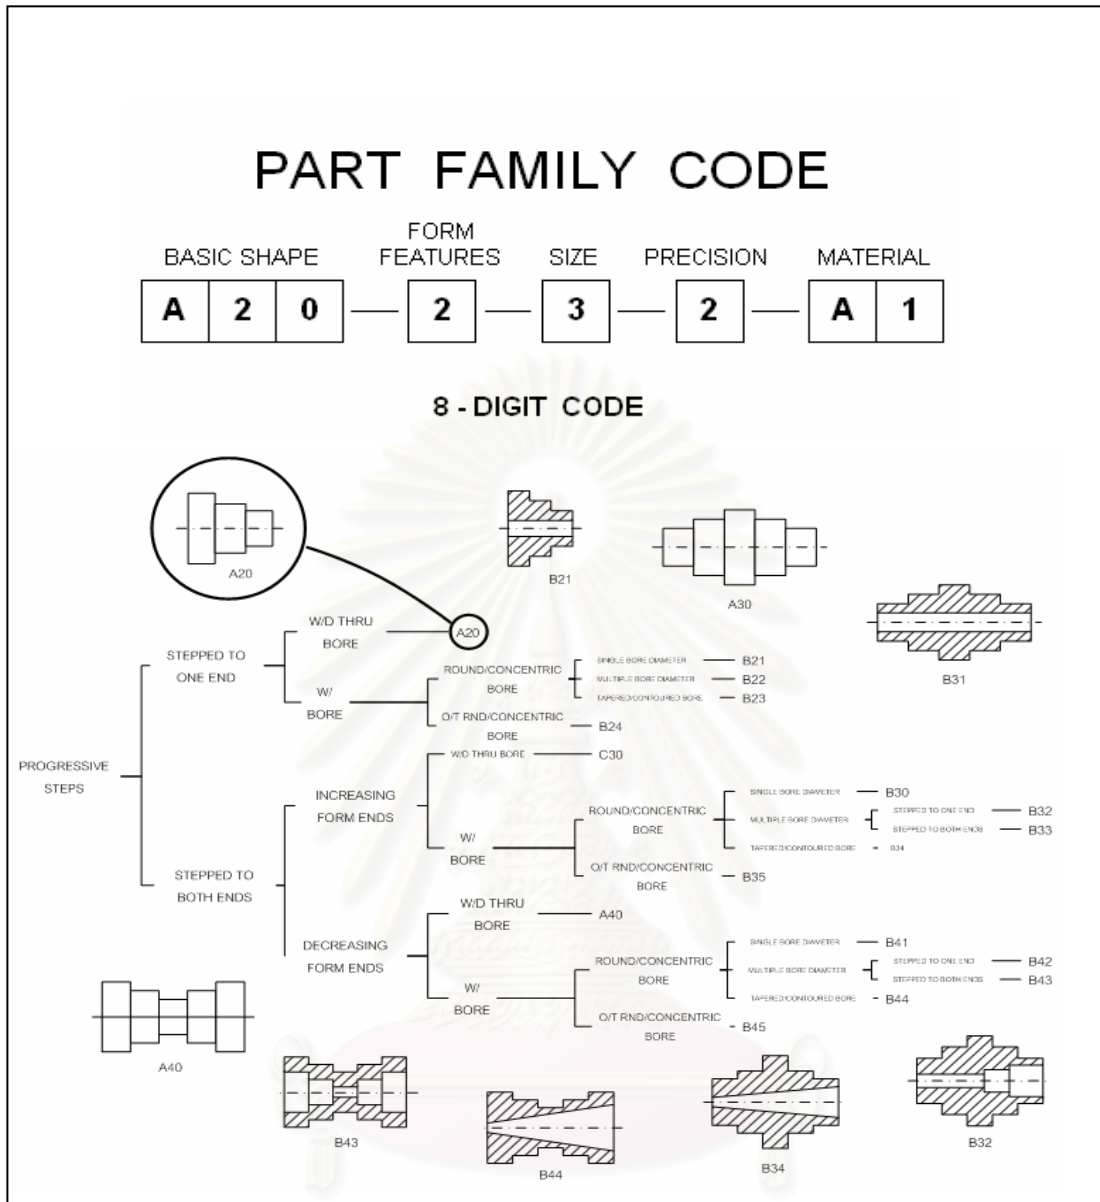 PART FAMILY CODE
FORM
BASIC SHAPE FEATURES SIZE PRECISION MATERIAL
A 2 0 2 3 2 A 1
8 - DIGIT CODE
A20
B21
A30
B31
PROGRESSIVE
STEPS
STEPPED TO
ONE END
W/D THRU
BORE
A20
W/
BORE
ROUND/CONCENTRIC
BORE
SINGLE BORE DIAMETER B21
MULTIPLE BORE DIAMETER B22
TAPERED/CONTOURED BORE B23
O/T RND/CONCENTRIC
BORE
B24
STEPPED TO
BOTH ENDS
INCREASING
FORM ENDS
W/D THRU BORE C30
W/
BORE
ROUND/CONCENTRIC
BORE
SINGLE BORE DIAMETER B30
MULTIPLE BORE DIAMETER
STEPPED TO ONE END B32
STEPPED TO BOTH ENDS B33
TAPERED/CONTOURED BORE B34
O/T RND/CONCENTRIC
BORE
B35
DECREASING
FORM ENDS
W/D THRU
BORE
A40
W/
BORE
ROUND/CONCENTRIC
BORE
SINGLE BORE DIAMETER B41
MULTIPLE BORE DIAMETER
STEPPED TO ONE END B42
STEPPED TO BOTH ENDS B43
TAPERED/CONTOURED BORE B44
O/T RND/CONCENTRIC
BORE
B45
A40
B43
B44
B34
B32